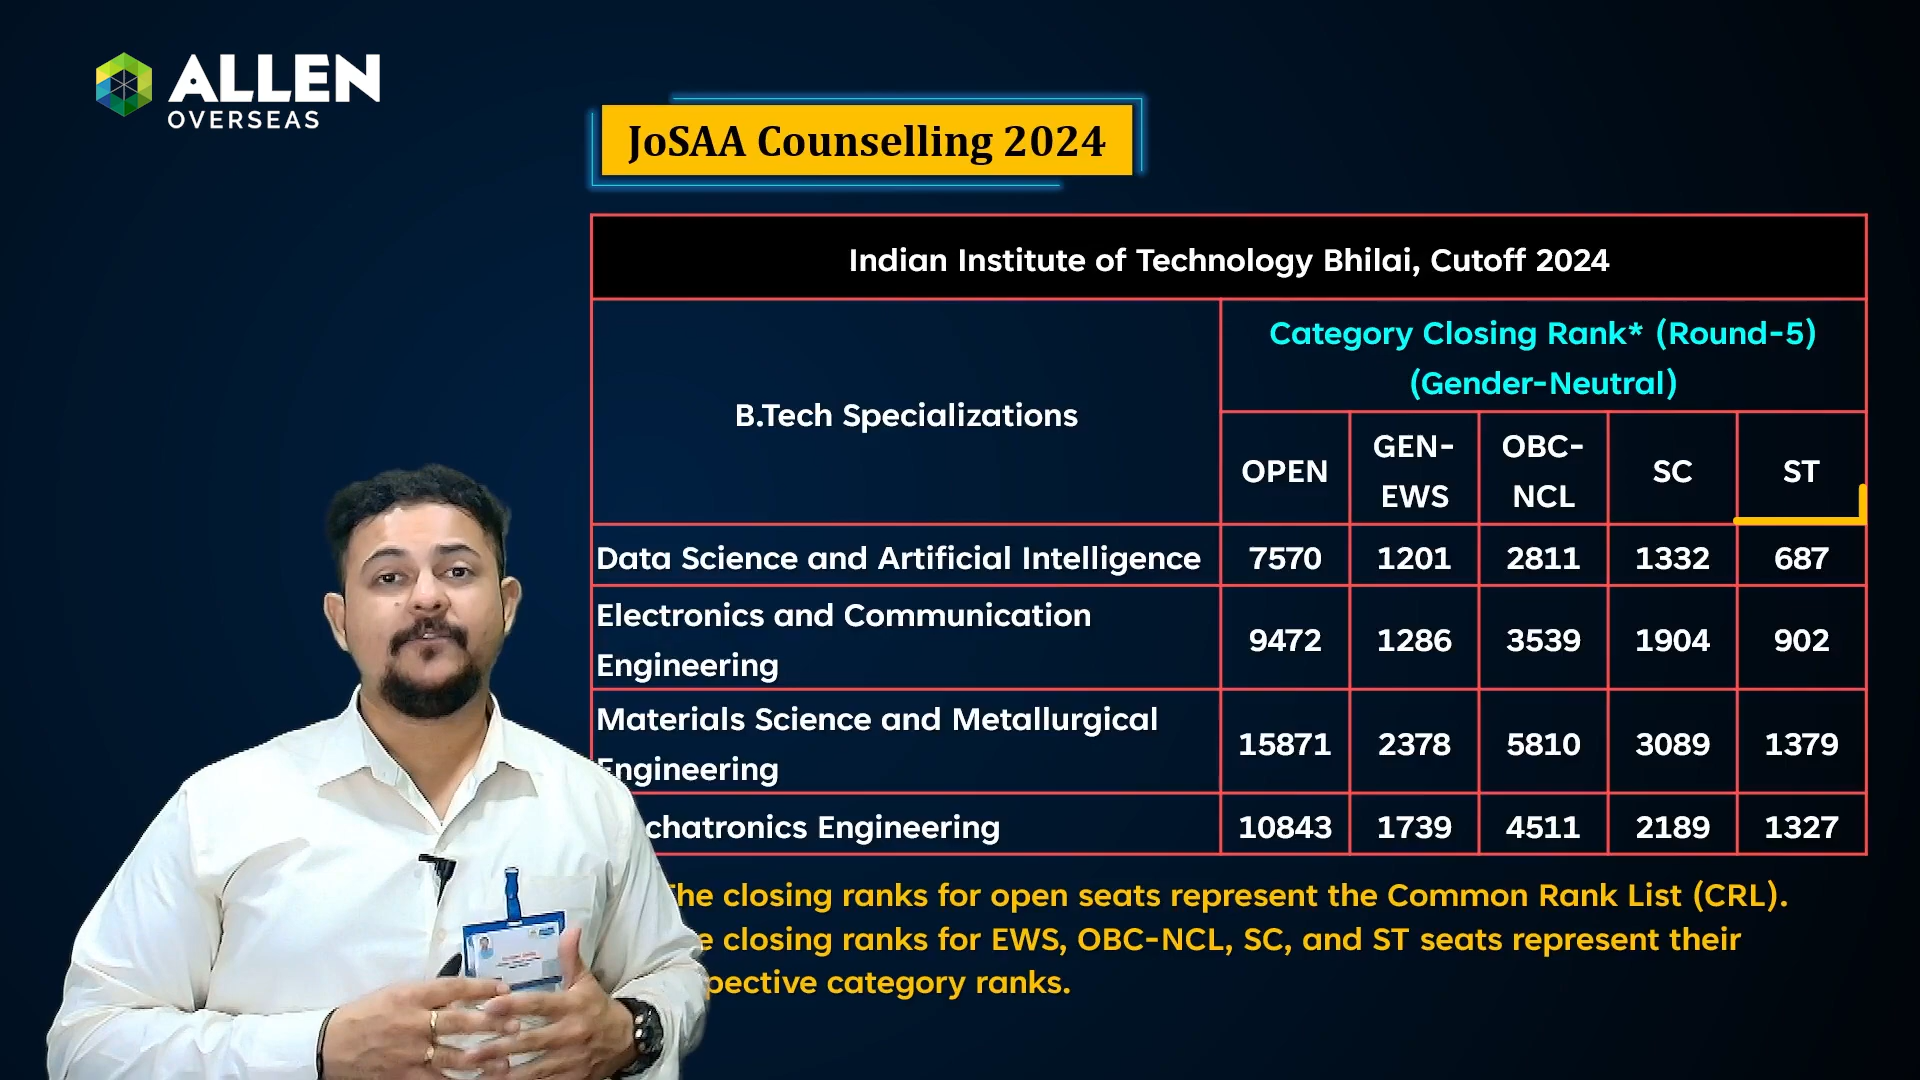 ALLEN
OVERSEAS
JoSAA Counselling 2024
Indian Institute of Technology Bhilai, Cutoff 2024
B.Tech Specializations
Category Closing Rank* (Round-5)
(Gender-Neutral)
OPEN
GEN-
EWS
OBC-
NCL
SC
ST
Data Science and Artificial Intelligence 7570 1201 2811 1332 687
Electronics and Communication
Engineering
9472 1286 3539 1904 902
Materials Science and Metallurgical
Engineering
15871 2378 5810 3089 1379
chatronics Engineering 10843 1739 4511 2189 1327
The closing ranks for open seats represent the Common Rank List (CRL).
e closing ranks for EWS, OBC-NCL, SC, and ST seats represent their
pective category ranks.